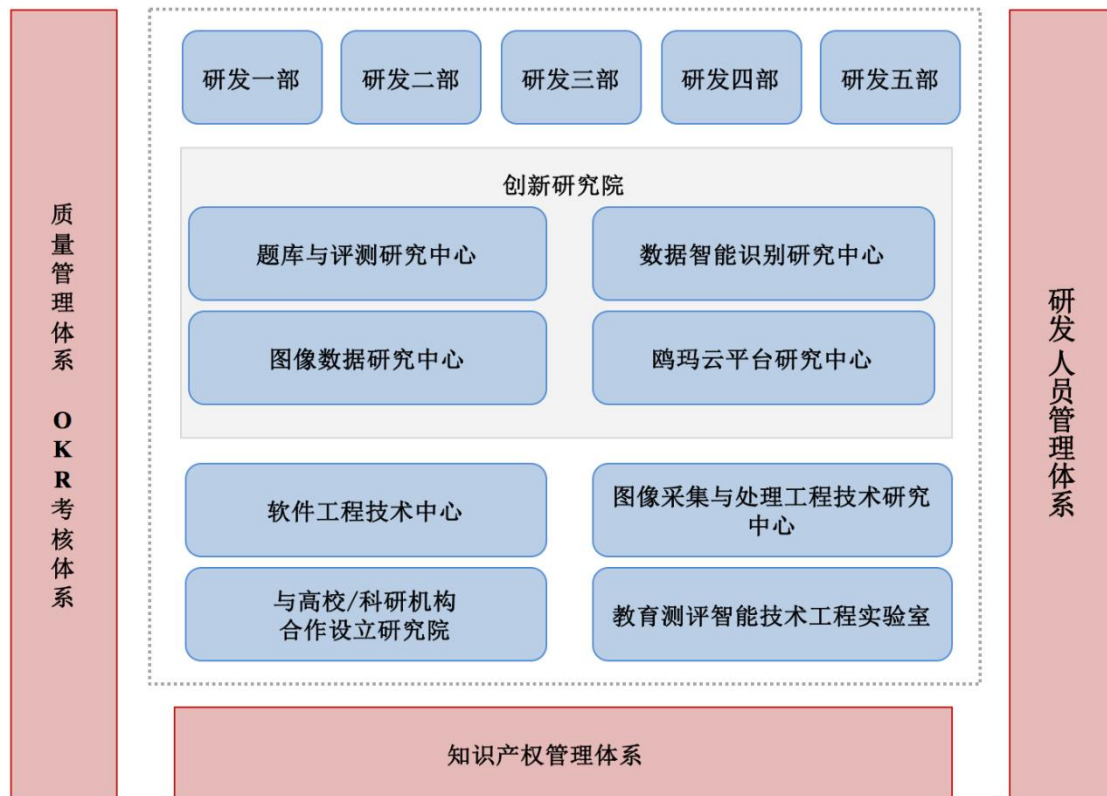 研发一部
研发二部
研发三部
研发四部
研发五部
创新研究院
题库与评测研究中心
数据智能识别研究中心
图像数据研究中心
鸥玛云平台研究中心
软件工程技术中心
图像采集与处理工程技术研究
中心
与高校/科研机构
合作设立研究院
教育测评智能技术工程实验室
质量管理体系 OKR考核体系
研发人员管理体系
知识产权管理体系